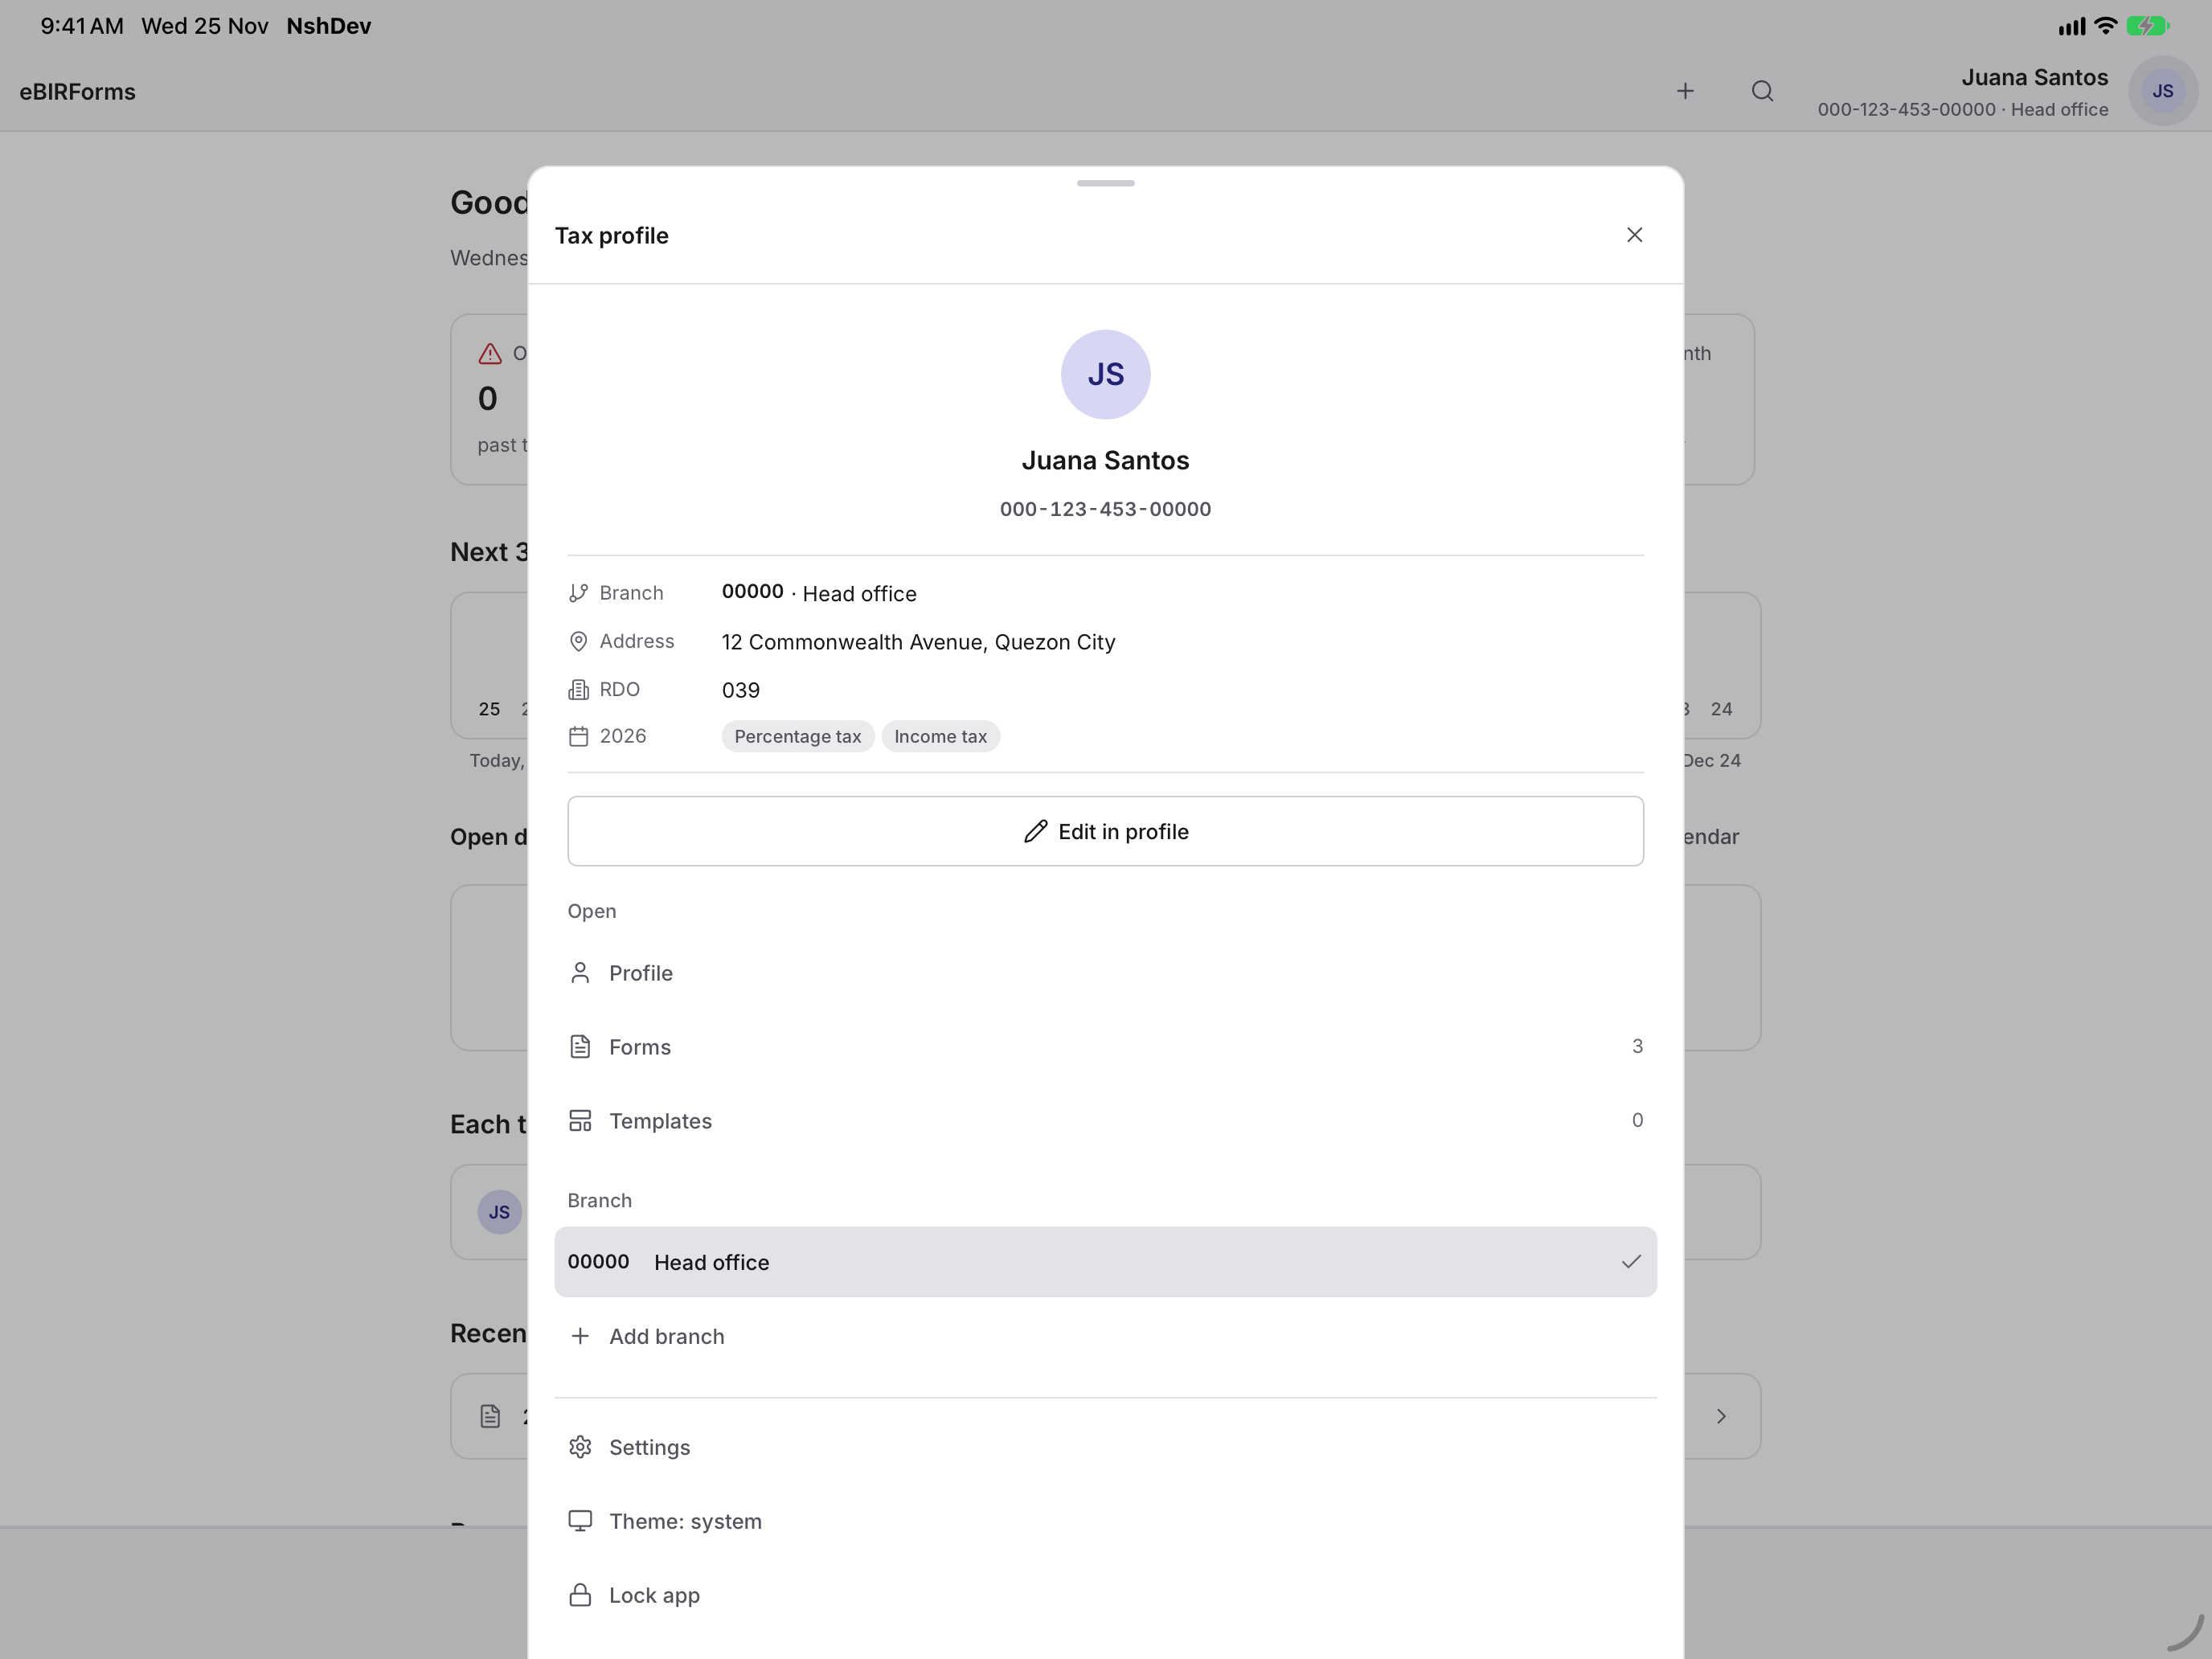 9:41 AM Wed 25 Nov NshDev
eBIRForms
Juana Santos
000-123-453-00000 · Head office
JS
Good
Tax profile
JS
Juana Santos
000-123-453-00000
0
past
Next 3
Branch 00000 · Head office
Address 12 Commonwealth Avenue, Quezon City
RDO 039
2026 Percentage tax Income tax
25
24
Today,
Dec 24
Edit in profile
Open
Open
Profile
Forms 3
Templates 0
Each
Branch
JS
00000 Head office
Add branch
Settings
Theme: system
Lock app